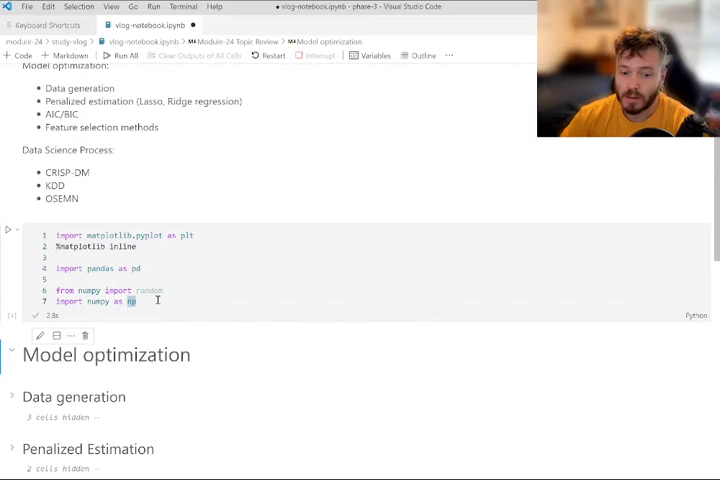 File Edit Selection View Go Run Terminal Help
● vlog-notebook.ipynb - phase-3 - Visual Studio Code
Keyboard Shortcuts
vlog-notebook.ipynb ●
module-24 > study-vlog > vlog-notebook.ipynb > M↓Module-24 Topic Review > M↓Model optimization
+ Code + Markdown Run All Clear Outputs of All Cells Restart Interrupt Variables Outline ...
Model optimization:
• Data generation
• Penalized estimation (Lasso, Ridge regression)
• AIC/BIC
• Feature selection methods
Data Science Process:
• CRISP-DM
• KDD
• OSEMN
1 import matplotlib.pyplot as plt
2 %matplotlib inline
3
4 import pandas as pd
5
6 from numpy import random
7 import numpy as np
[1] ✓ 2.8s Python
Model optimization
Data generation
3 cells hidden ...
Penalized Estimation
2 cells hidden ...